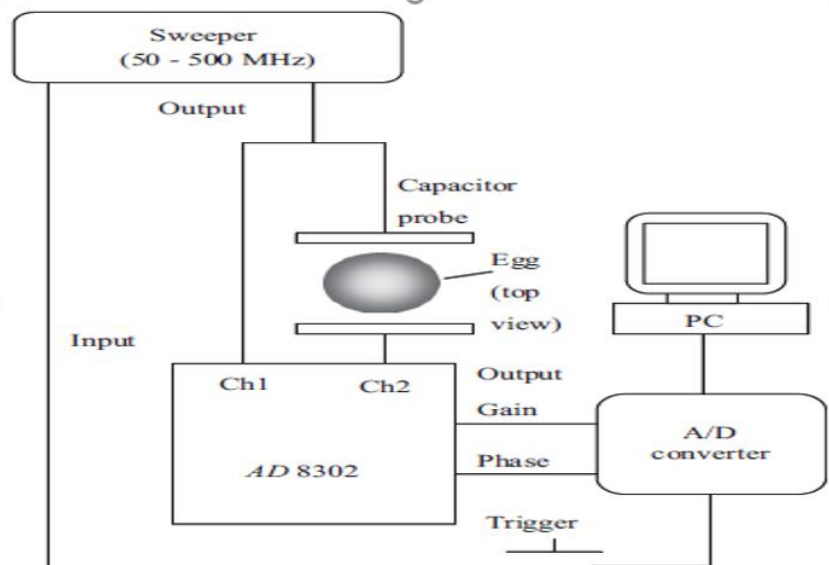 Sweeper
(50 - 500 MHz)
Output
Capacitor
probe
Egg
(top
view)
PC
Input
Ch1
Ch2
Output
Gain
A/D
converter
Phase
AD 8302
Trigger